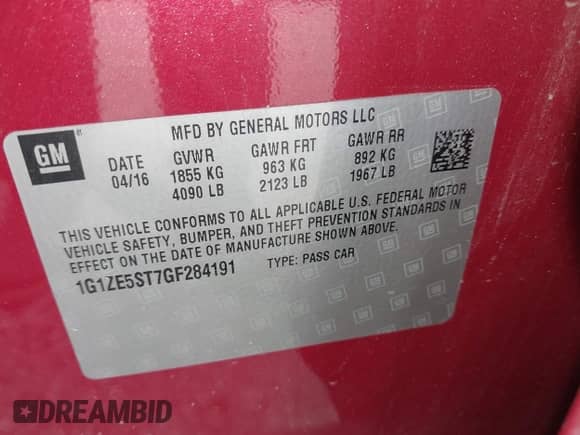 MFD BY GENERAL MOTORS LLC
GM
DATE GVWR GAWR FRT GAWR RR
04/16 1855 KG 963 KG 892 KG
4090 LB 2123 LB 1967 LB
THIS VEHICLE CONFORMS TO ALL APPLICABLE U.S. FEDERAL MOTOR
VEHICLE SAFETY, BUMPER, AND THEFT PREVENTION STANDARDS IN
EFFECT ON THE DATE OF MANUFACTURE SHOWN ABOVE.
1G1ZE5ST7GF284191 TYPE: PASS CAR
DREAMBID